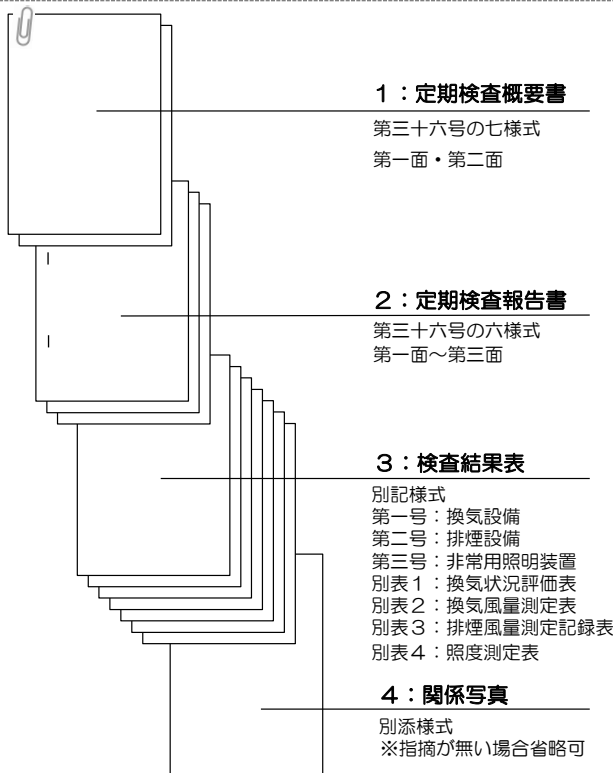 1：定期検査概要書
第三十六号の七様式
第一面・第二面
2：定期検査報告書
第三十六号の六様式
第一面～第三面
3：検査結果表
別記様式
第一号：換気設備
第二号：排煙設備
第三号：非常用照明装置
別表1：換気状況評価表
別表2：換気風量測定表
別表3：排煙風量測定記録表
別表4：照度測定表
4：関係写真
別添様式
※指摘が無い場合省略可